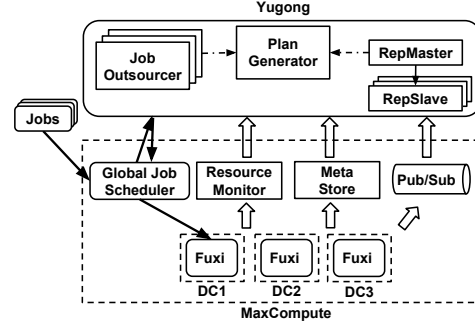 Yugong
Job
Outsourcer
Plan
Generator
RepMaster
RepSlave
Jobs
Global Job
Scheduler
Resource
Monitor
Meta
Store
Pub/Sub
Fuxi
Fuxi
Fuxi
DC1
DC2
DC3
MaxCompute